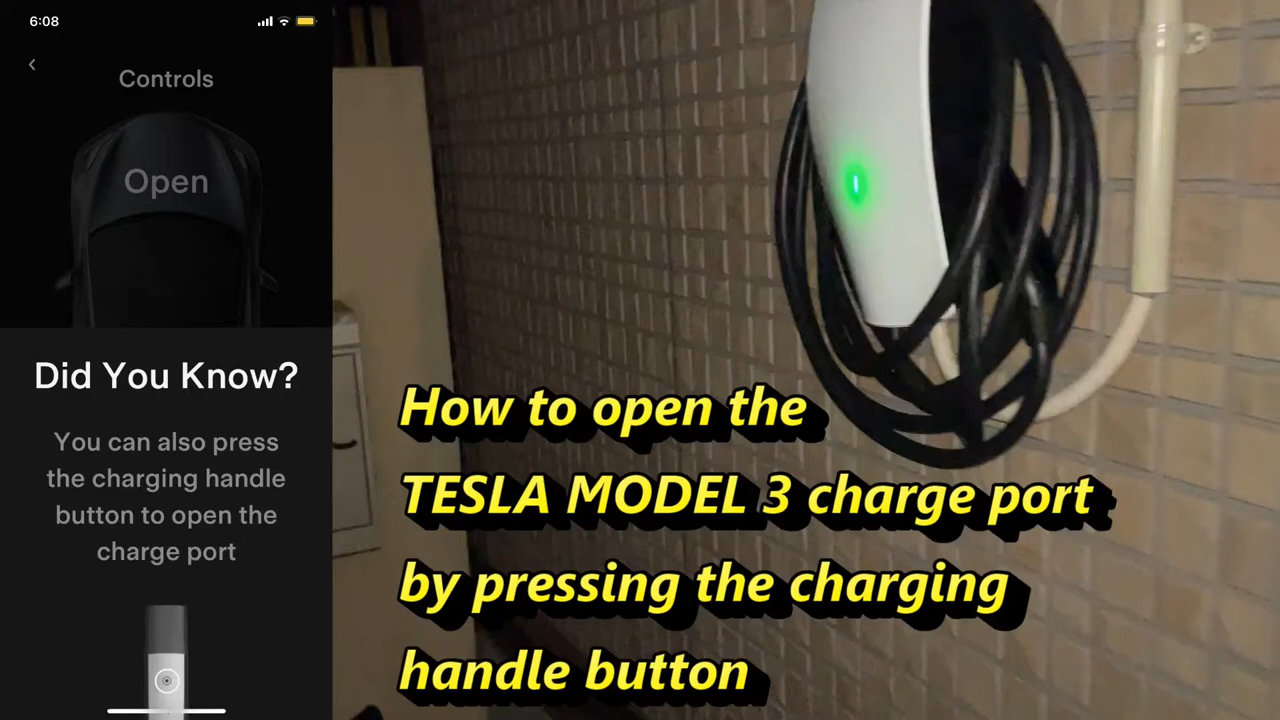 6:08
Controls
Open
Did You Know?
You can also press
the charging handle
button to open the
charge port
How to open the
TESLA MODEL 3 charge port
by pressing the charging
handle button